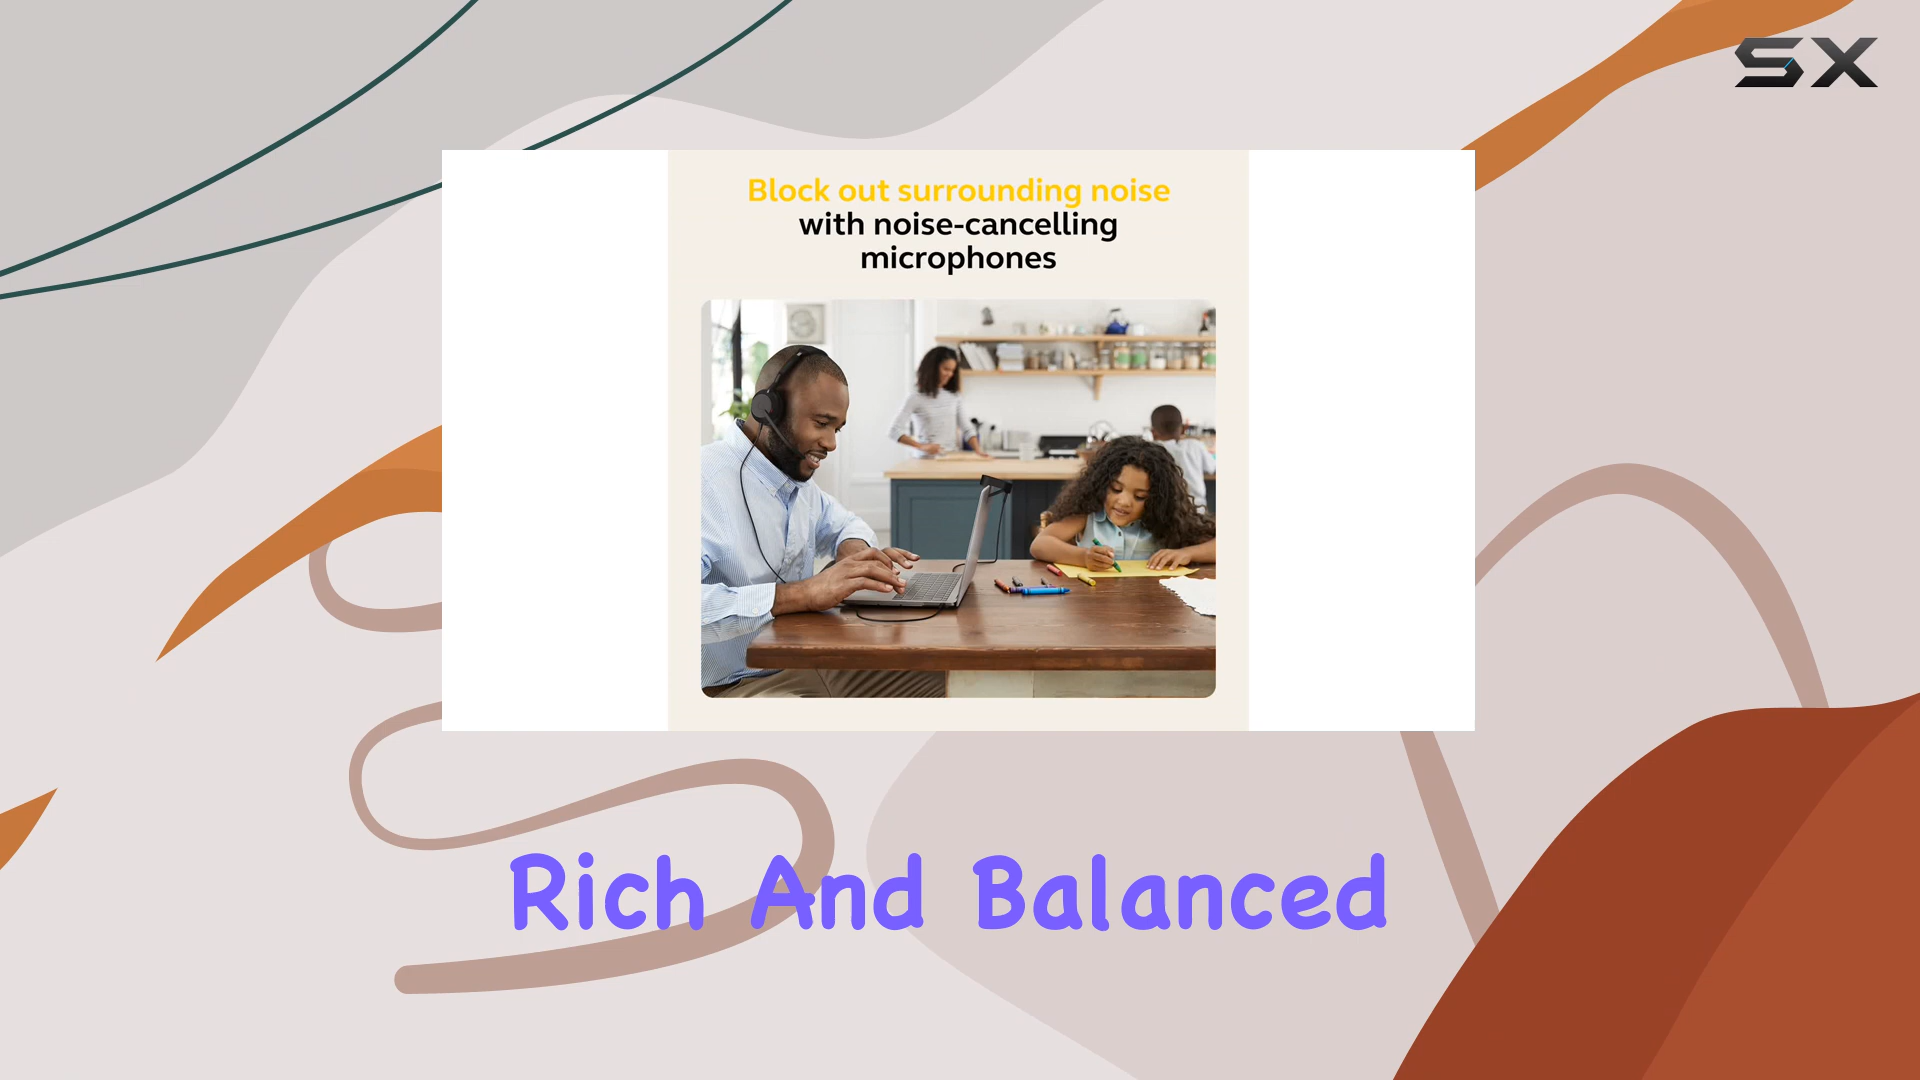 SX
Block out surrounding noise
with noise-cancelling
microphones
Rich And Balanced